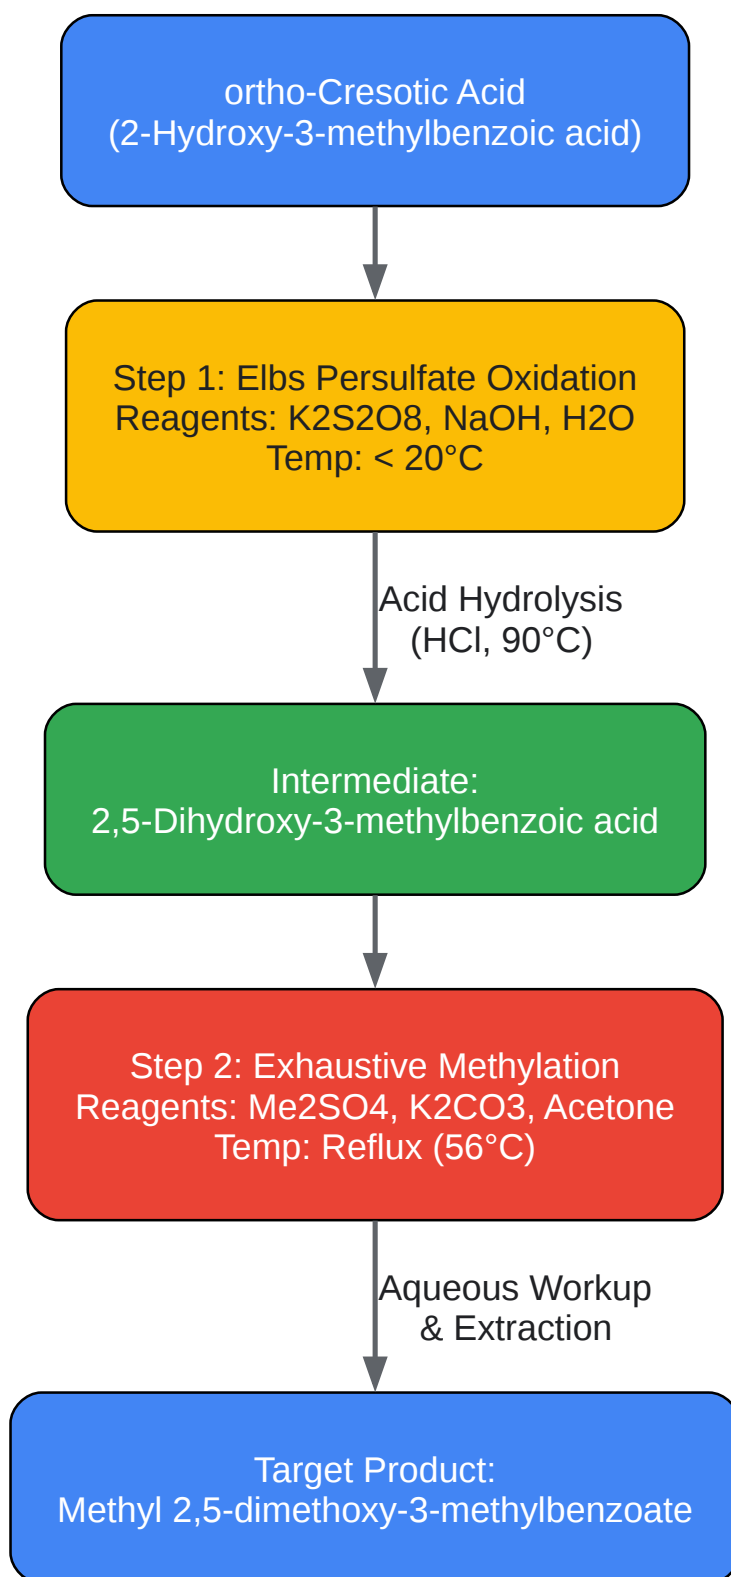 ortho-Cresotic Acid
(2-Hydroxy-3-methylbenzoic acid)
Step 1: Elbs Persulfate Oxidation
Reagents: K2S2O8, NaOH, H2O
Temp: < 20°C
Acid Hydrolysis
(HCl, 90°C)
Intermediate:
2,5-Dihydroxy-3-methylbenzoic acid
Step 2: Exhaustive Methylation
Reagents: Me2SO4, K2CO3, Acetone
Temp: Reflux (56°C)
Aqueous Workup
& Extraction
Target Product:
Methyl 2,5-dimethoxy-3-methylbenzoate